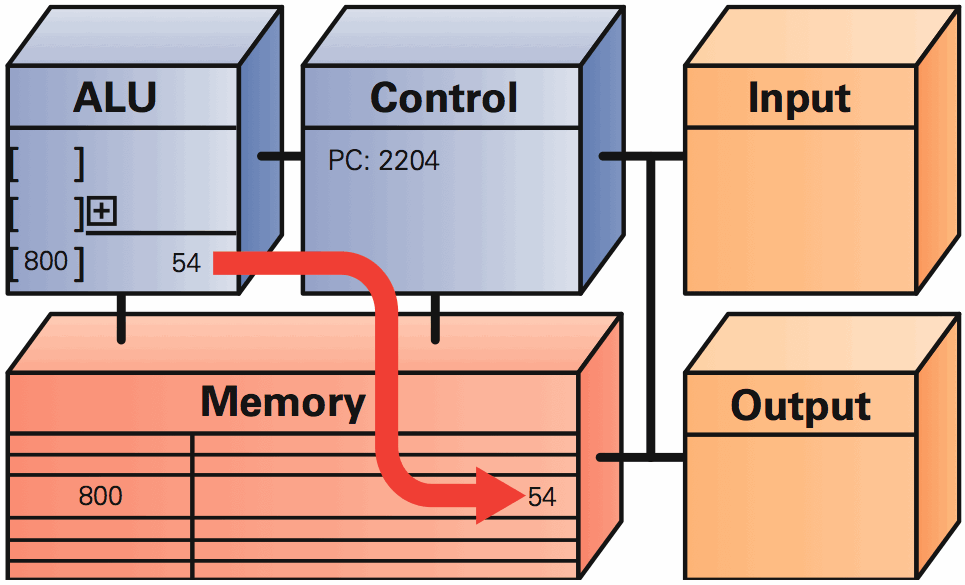 ALU
[ ]
[ ] +
[ 800 ] 54
Control
PC: 2204
Input
Memory
800 54
Output